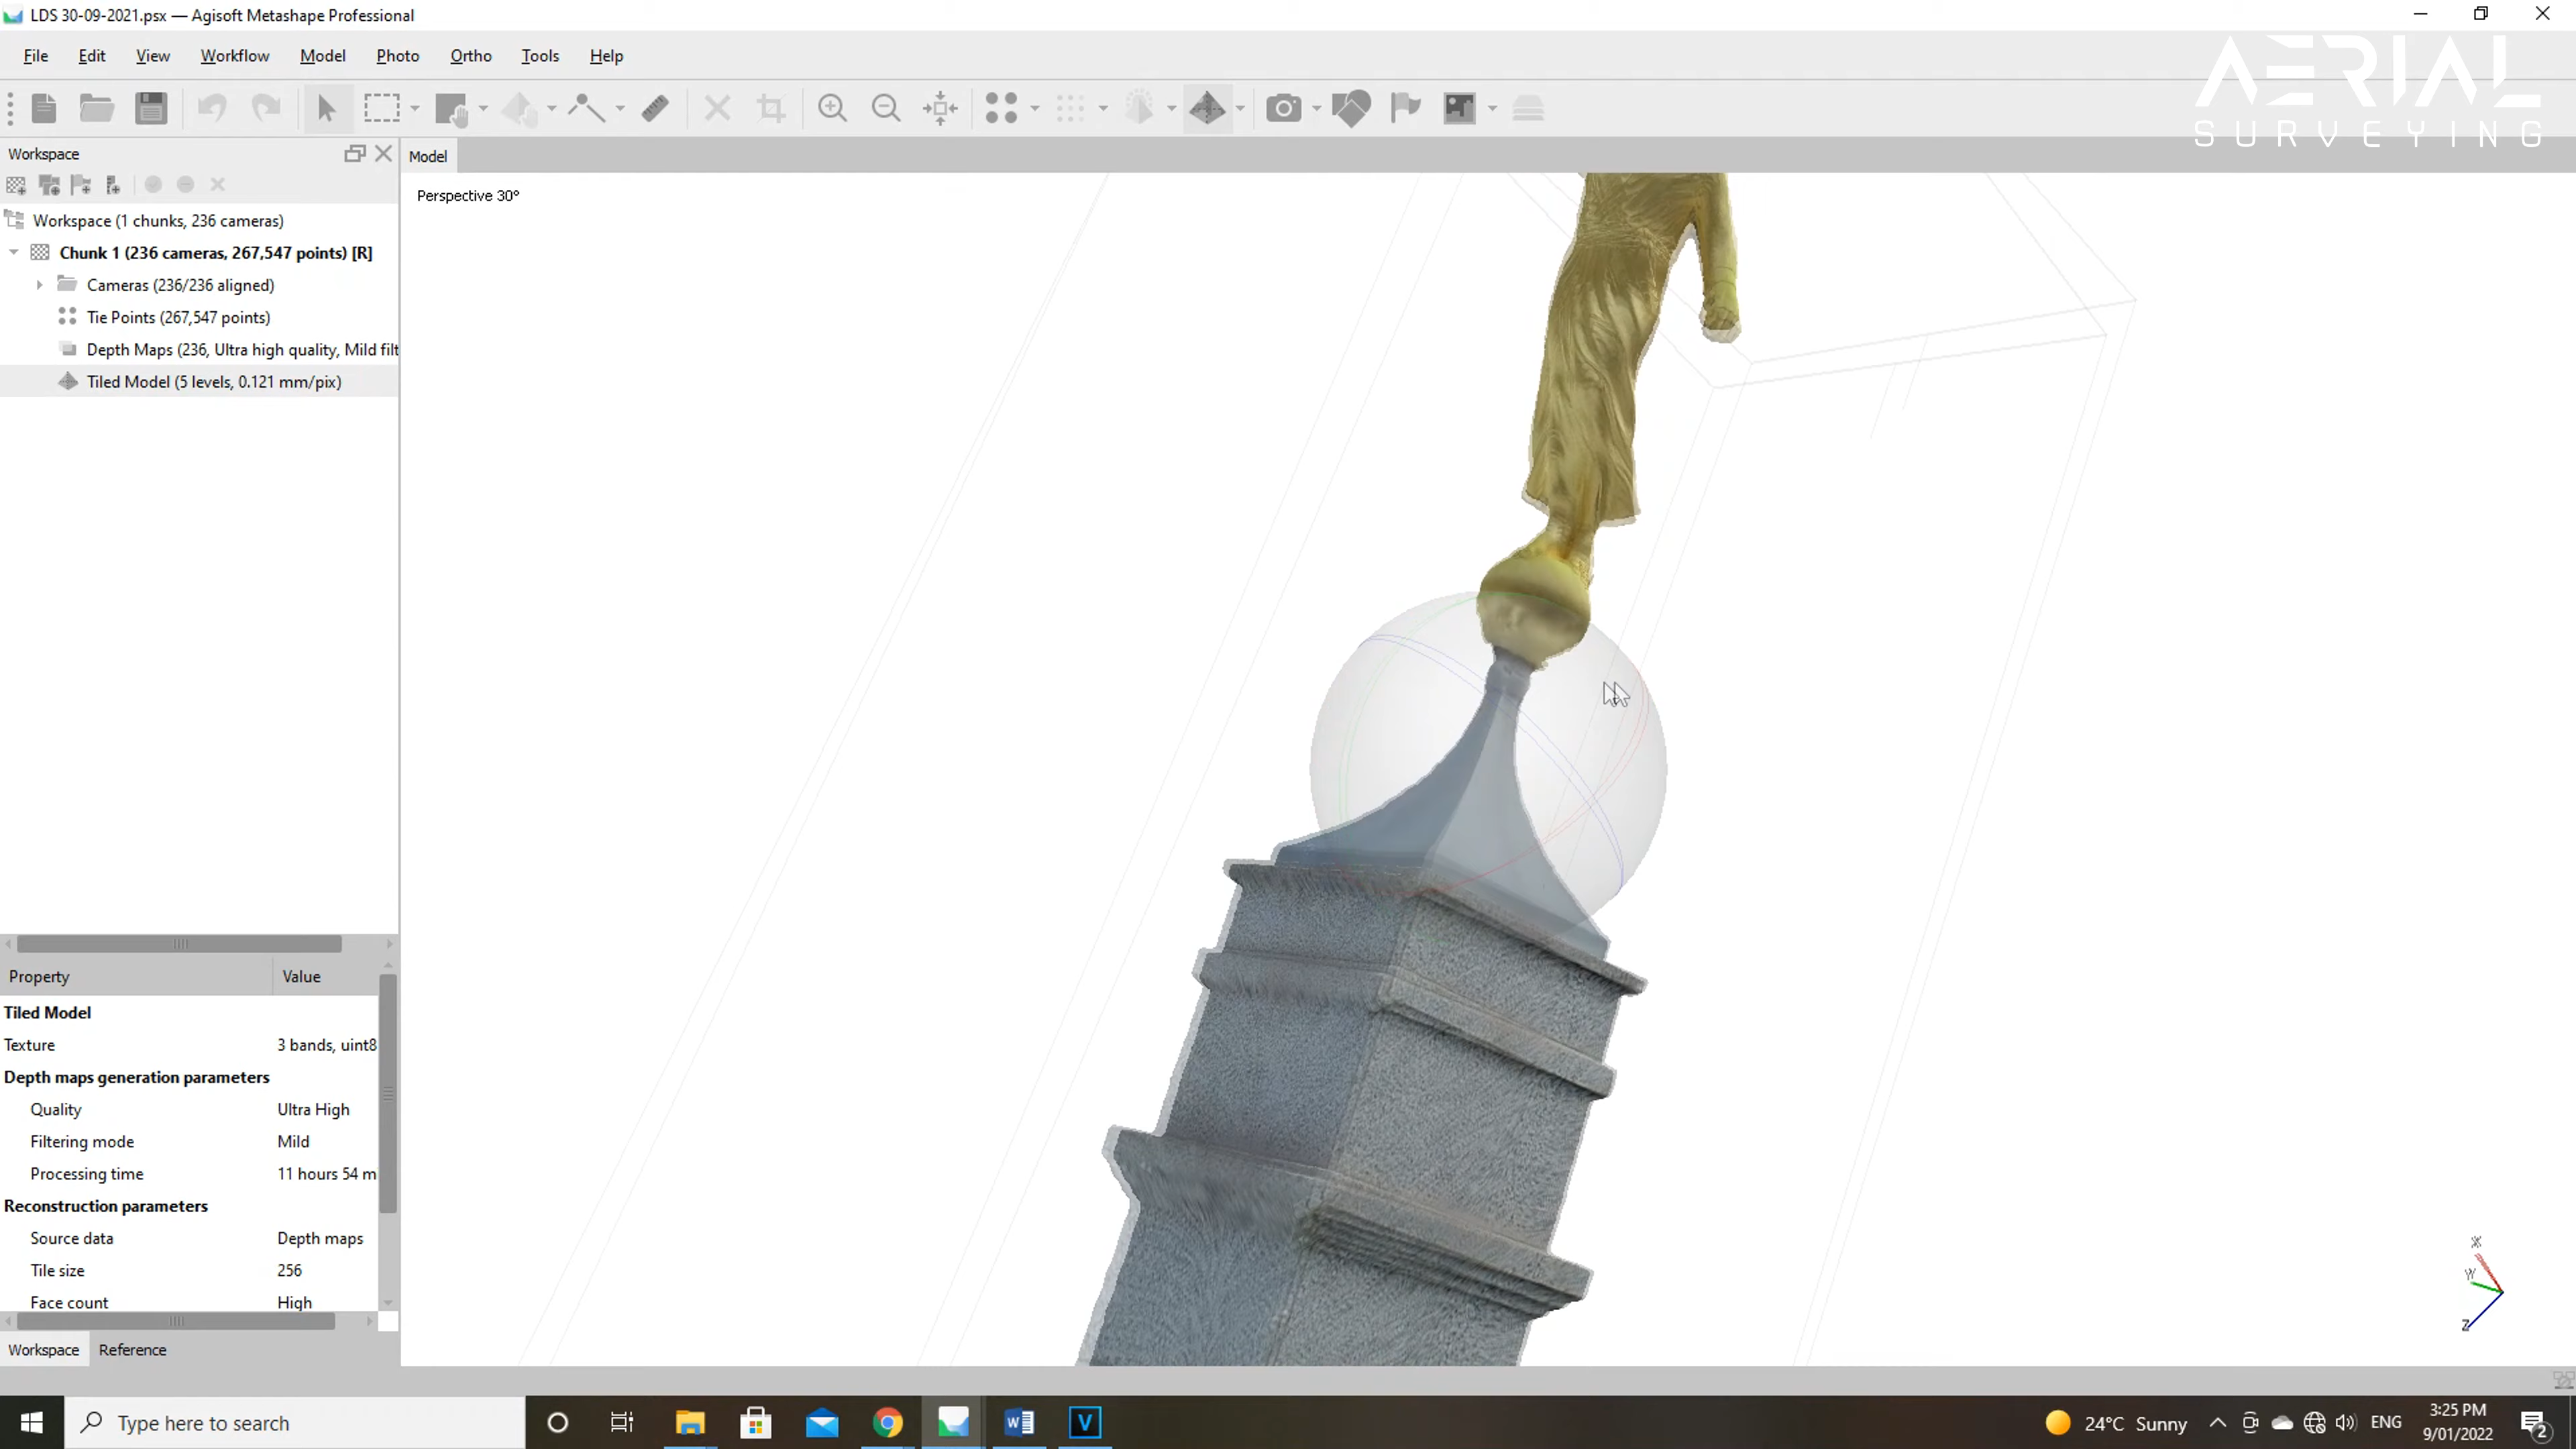 LDS 30-09-2021.psx — Agisoft Metashape Professional
File Edit View Workflow Model Photo Ortho Tools Help
AERIAL
SURVEYING
Workspace
Model
Perspective 30°
Workspace (1 chunks, 236 cameras)
Chunk 1 (236 cameras, 267,547 points) [R]
Cameras (236/236 aligned)
Tie Points (267,547 points)
Depth Maps (236, Ultra high quality, Mild filt
Tiled Model (5 levels, 0.121 mm/pix)
Property Value
Tiled Model
Texture 3 bands, uint8
Depth maps generation parameters
Quality Ultra High
Filtering mode Mild
Processing time 11 hours 54 m
Reconstruction parameters
Source data Depth maps
Tile size 256
Face count High
X
Y
Z
Workspace Reference
Type here to search
W
V
24°C Sunny
ENG
3:25 PM
9/01/2022
2